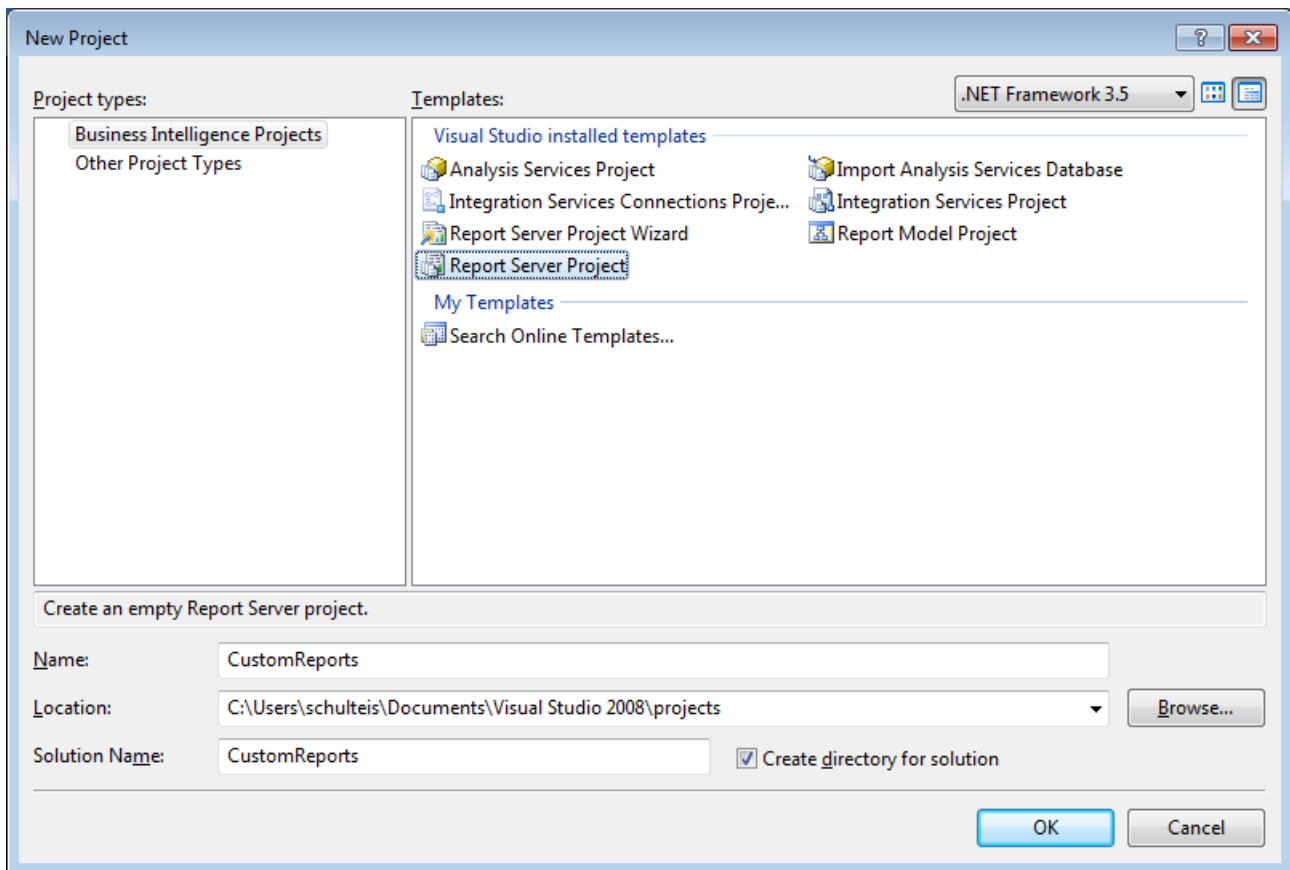 New Project
Project types:
Templates:
.NET Framework 3.5
Business Intelligence Projects
Other Project Types
Visual Studio installed templates
Analysis Services Project
Import Analysis Services Database
Integration Services Connections Proje...
Integration Services Project
Report Server Project Wizard
Report Model Project
Report Server Project
My Templates
Search Online Templates...
Create an empty Report Server project.
Name:
CustomReports
Location:
C:\Users\schulteis\Documents\Visual Studio 2008\projects
Browse...
Solution Name:
CustomReports
Create directory for solution
OK
Cancel